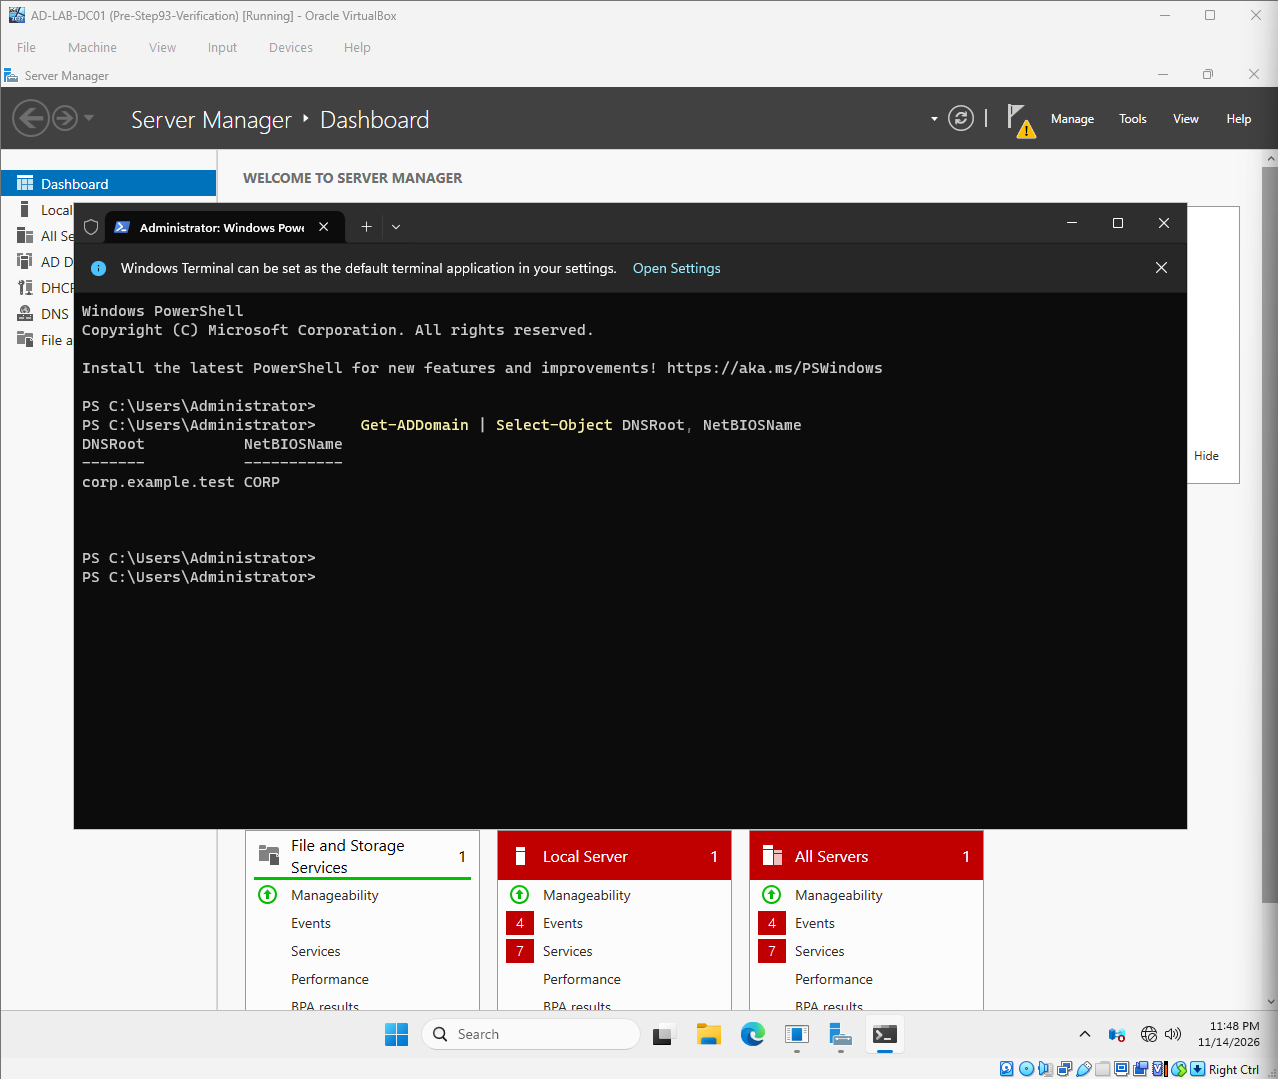 AD-LAB-DC01 (Pre-Step93-Verification) [Running] - Oracle VirtualBox
File Machine View Input Devices Help
Server Manager
Server Manager ‣ Dashboard
Manage Tools View Help
Dashboard
WELCOME TO SERVER MANAGER
Local
All Se
AD D
DHCP
DNS
File a
Administrator: Windows Powe
Windows Terminal can be set as the default terminal application in your settings. Open Settings
Windows PowerShell
Copyright (C) Microsoft Corporation. All rights reserved.
Install the latest PowerShell for new features and improvements! https://aka.ms/PSWindows
PS C:\Users\Administrator>
PS C:\Users\Administrator>     Get-ADDomain | Select-Object DNSRoot, NetBIOSName
DNSRoot           NetBIOSName
-------           -----------
corp.example.test CORP
PS C:\Users\Administrator>
PS C:\Users\Administrator>
Hide
File and Storage
Services 1
Manageability
Events
Services
Performance
BPA results
Local Server 1
Manageability
4 Events
7 Services
Performance
BPA results
All Servers 1
Manageability
4 Events
7 Services
Performance
BPA results
Search
11:48 PM
11/14/2026
Right Ctrl